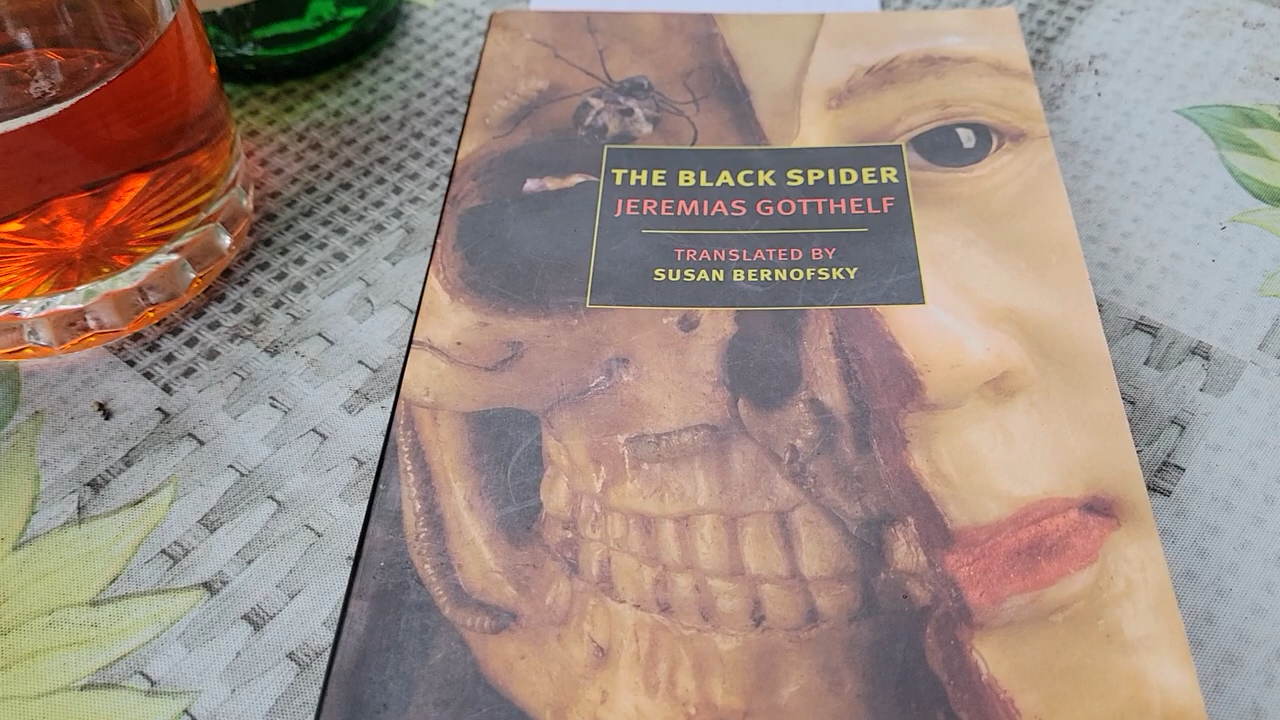 THE BLACK SPIDER
JEREMIAS GOTTHELF
TRANSLATED BY
SUSAN BERNOFSKY